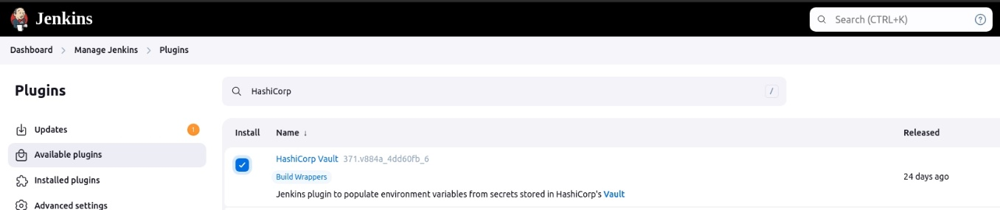 Jenkins
Search (CTRL+K)
?
Dashboard > Manage Jenkins > Plugins
Plugins
HashiCorp
/
Updates
1
Available plugins
Installed plugins
Advanced settings
Install Name ↓ Released
HashiCorp Vault 371.v884a_4dd60fb_6
Build Wrappers
24 days ago
Jenkins plugin to populate environment variables from secrets stored in HashiCorp's Vault